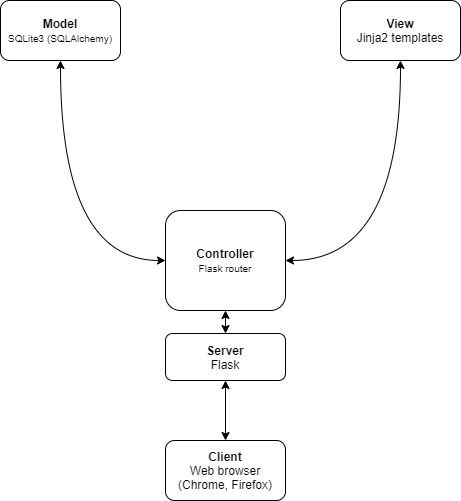 Model
SQLite3 (SQLAlchemy)
View
Jinja2 templates
Controller
Flask router
Server
Flask
Client
Web browser
(Chrome, Firefox)